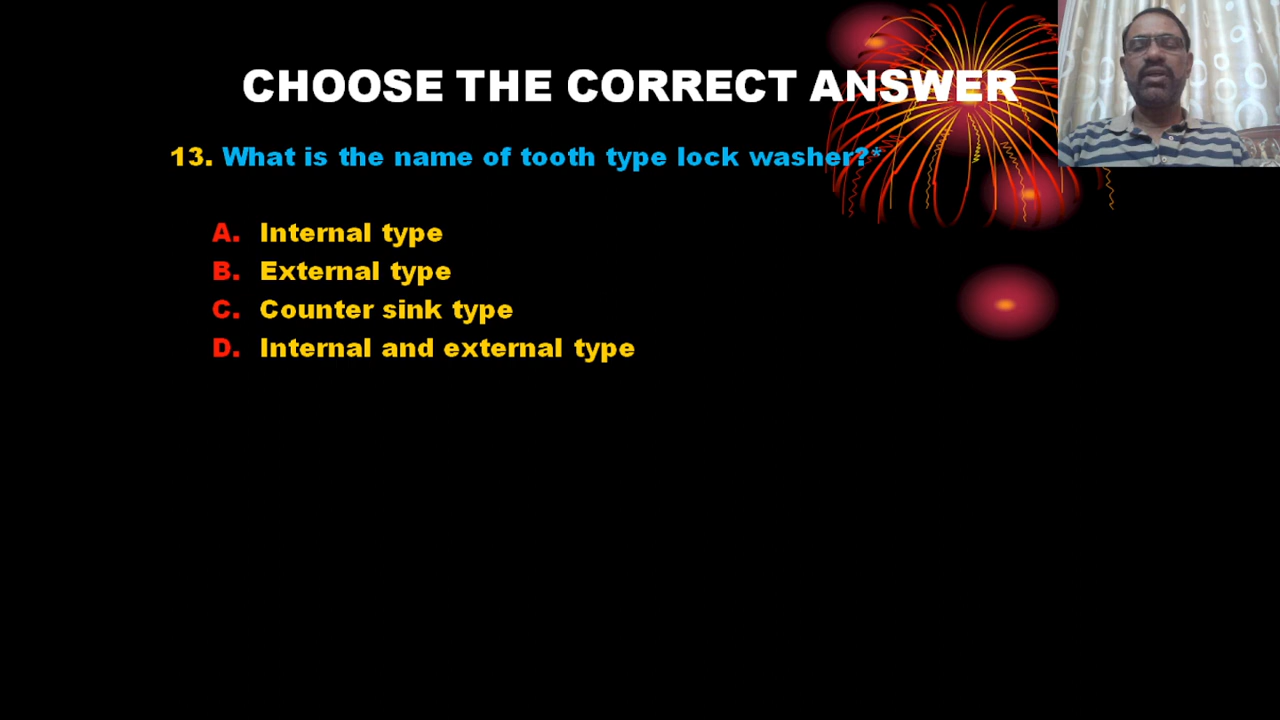 CHOOSE THE CORRECT ANSWER
13. What is the name of tooth type lock washer?*
A. Internal type
B. External type
C. Counter sink type
D. Internal and external type